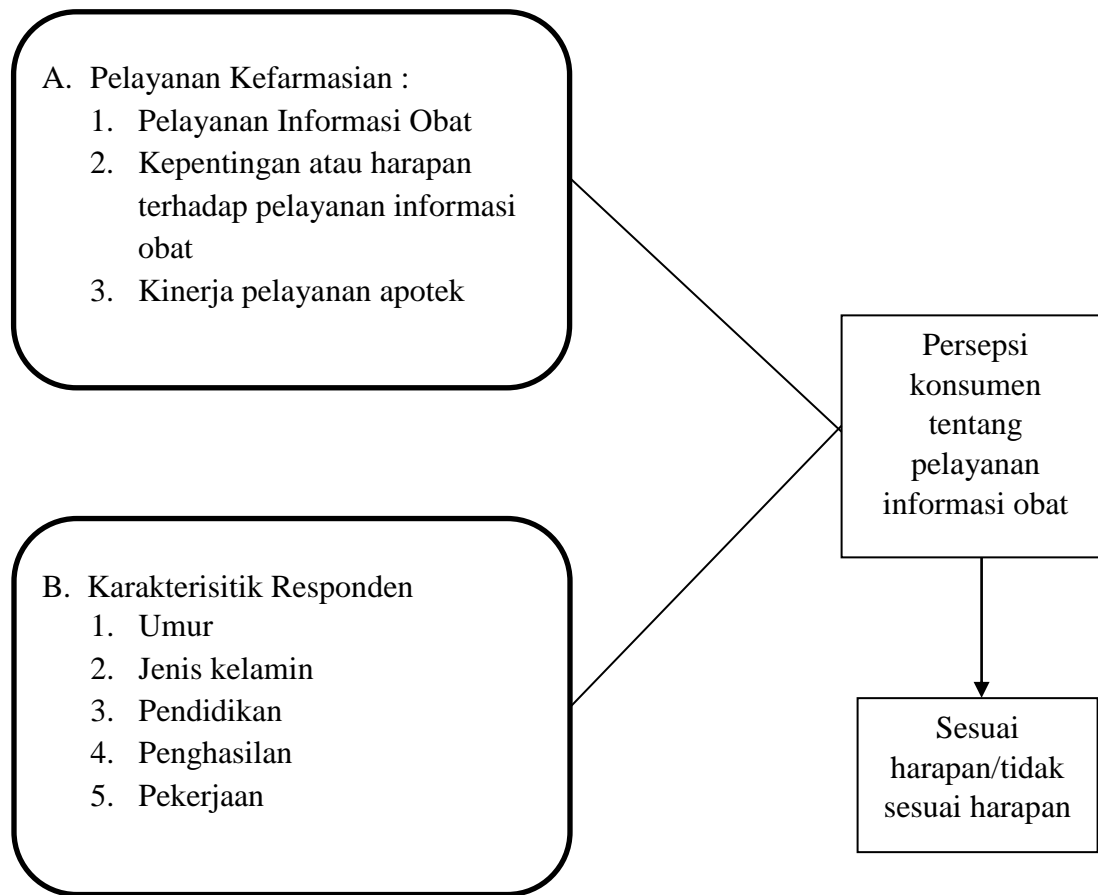 A. Pelayanan Kefarmasian :
1. Pelayanan Informasi Obat
2. Kepentingan atau harapan
terhadap pelayanan informasi
obat
3. Kinerja pelayanan apotek
B. Karakterisitik Responden
1. Umur
2. Jenis kelamin
3. Pendidikan
4. Penghasilan
5. Pekerjaan
Persepsi
konsumen
tentang
pelayanan
informasi obat
Sesuai
harapan/tidak
sesuai harapan